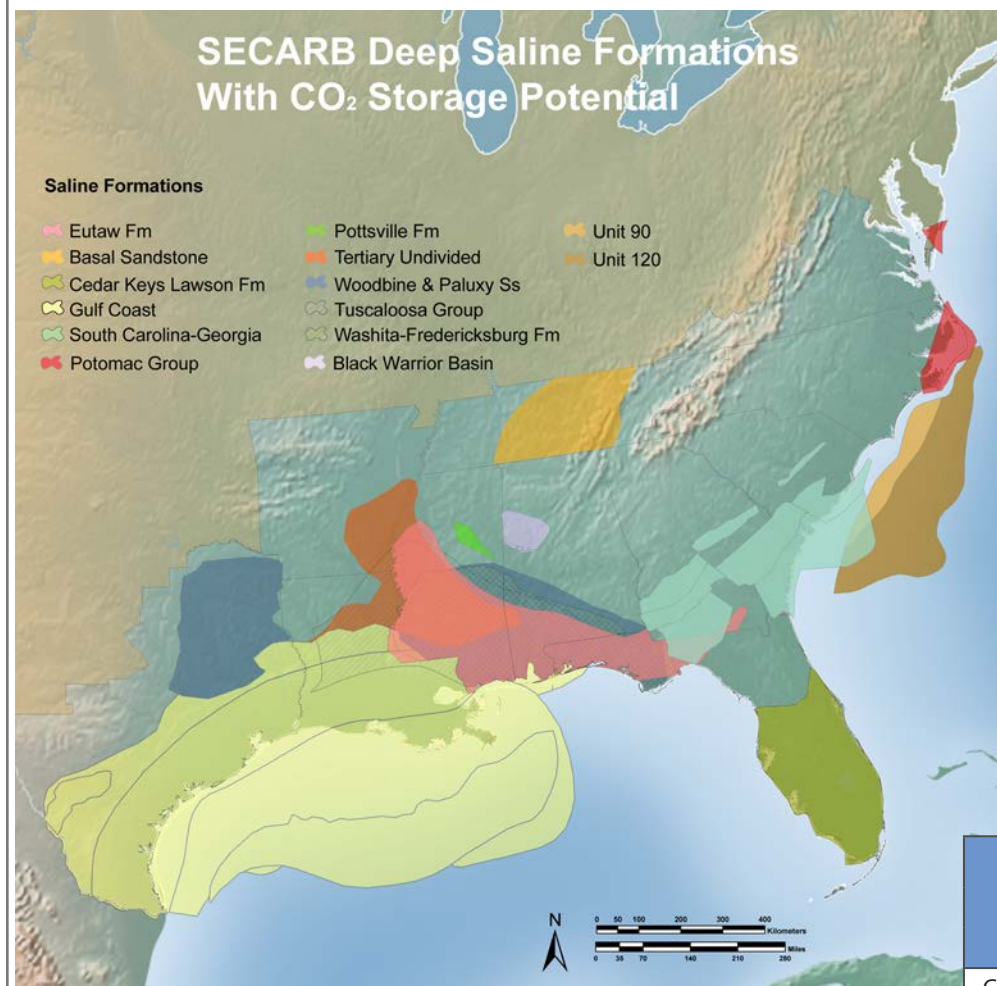 SECARB Deep Saline Formations
With CO₂ Storage Potential
Saline Formations
Eutaw Fm
Basal Sandstone
Cedar Keys Lawson Fm
Gulf Coast
South Carolina-Georgia
Potomac Group
Pottsville Fm
Tertiary Undivided
Woodbine & Paluxy Ss
Tuscaloosa Group
Washita-Fredericksburg Fm
Black Warrior Basin
Unit 90
Unit 120
N
0 50 100 200 300 400
Kilometers
Miles
0 35 70 140 210 280